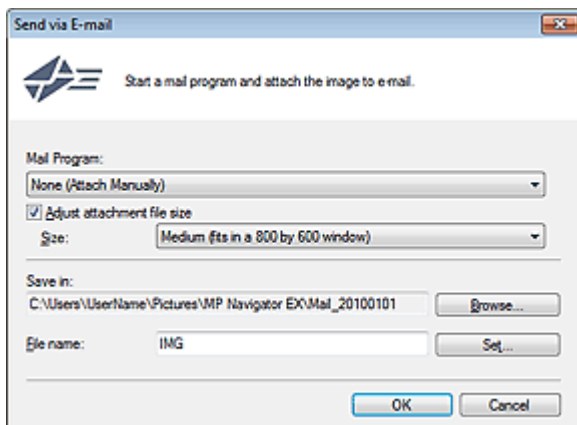 Send via E-mail
Start a mail program and attach the image to e-mail.
Mail Program:
None (Attach Manually)
Adjust attachment file size
Size: Medium (fits in a 800 by 600 window)
Save in:
C:\Users\UserName\Pictures\MP Navigator EX\Mail_20100101 Browse...
File name: IMG Set...
OK Cancel